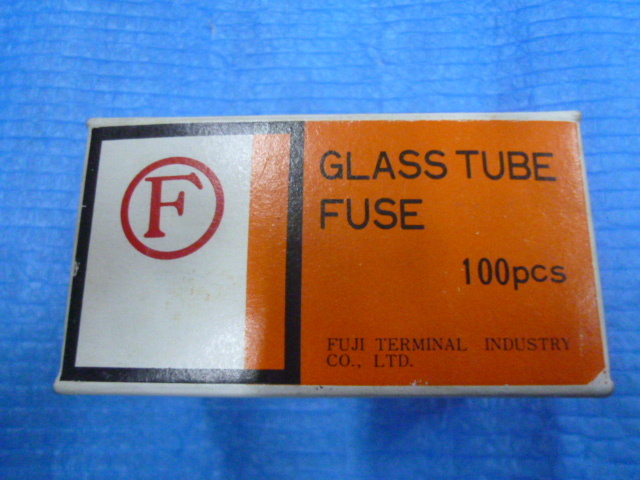 F
GLASS TUBE
FUSE
100pcs
FUJI TERMINAL INDUSTRY
CO., LTD.